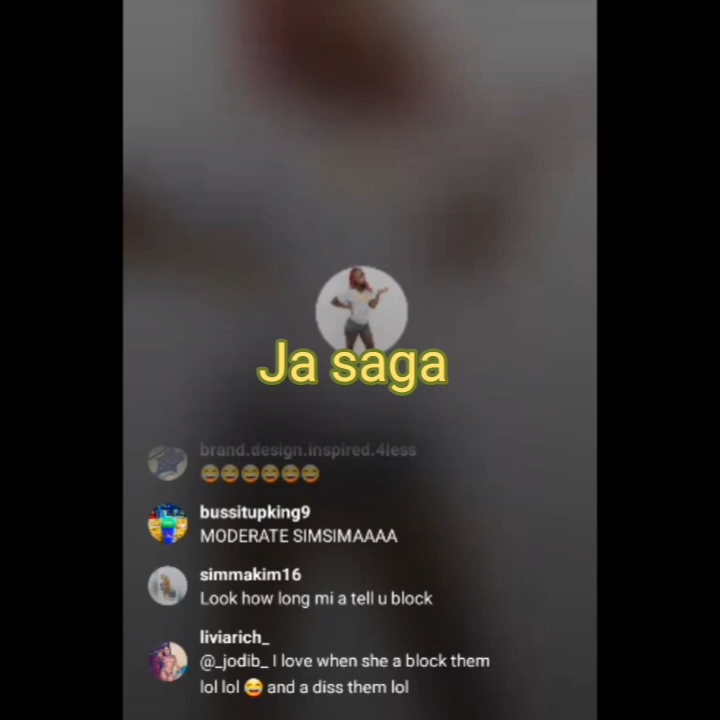 Ja saga
brand.design.inspired.4less
😂😂😂😂😂😂
bussitupking9
MODERATE SIMSIMAAAA
simmakim16
Look how long mi a tell u block
liviarich_
@_jodib_ I love when she a block them
lol lol 😂 and a diss them lol